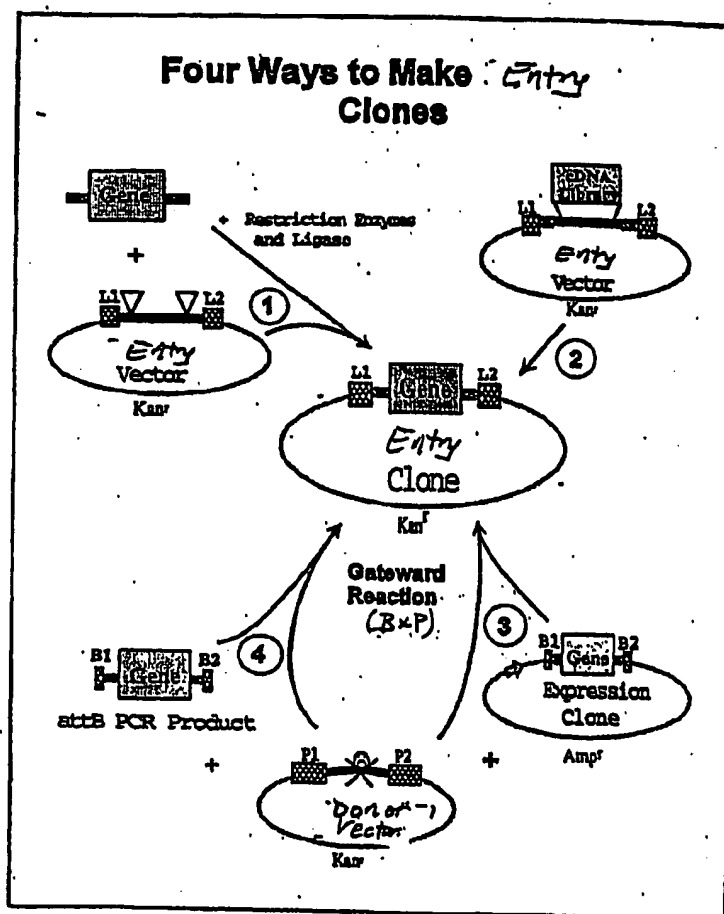 Four Ways to Make : Entry
Clones
Gene
+ Restriction Enzymes
and Ligase
cDNA
Library
L1
L2
Entry
Vector
Kanr
+
L1
L2
1
Entry
Vector
Kanr
2
L1
Gene
L2
Entry
Clone
Kanr
Gateward
Reaction
(BxP)
4
3
B1
Gene
B2
attB PCR Product
B1
Gene
B2
Expression
Clone
Ampr
+
P1
P2
+
Donor
Vector
Kanr